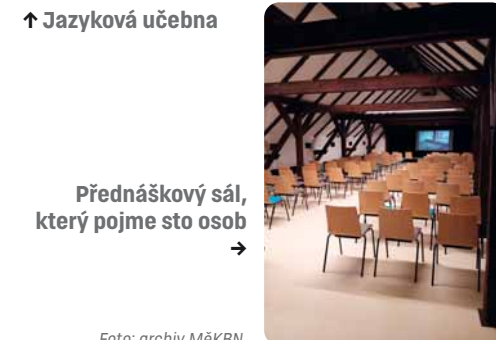 ↑ Jazyková učebna
Přednáškový sál,
který pojme sto osob
→
Foto: archiv MěKBN